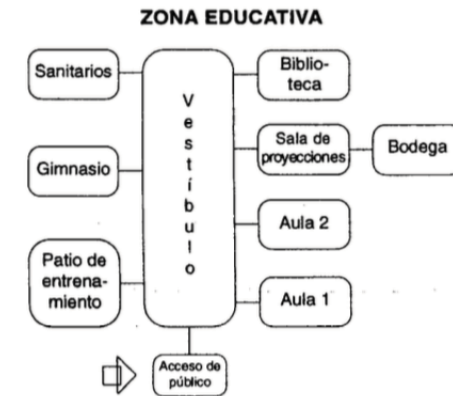 ZONA EDUCATIVA
Sanitarios
Gimnasio
Patio de
entrena-
miento
Vestíbulo
Biblio-
teca
Sala de
proyecciones
Bodega
Aula 2
Aula 1
Acceso de
público